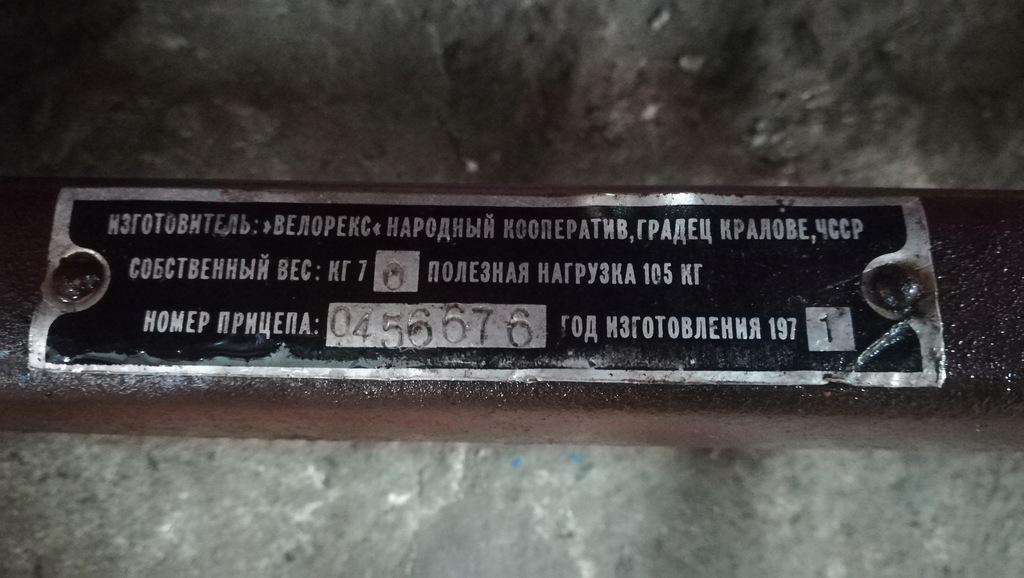 ИЗГОТОВИТЕЛЬ: »ВЕЛОРЕКС« НАРОДНЫЙ КООПЕРАТИВ, ГРАДЕЦ КРАЛОВЕ, ЧССР
СОБСТВЕННЫЙ ВЕС: КГ 76 ПОЛЕЗНАЯ НАГРУЗКА 105 КГ
НОМЕР ПРИЦЕПА: 0456676 ГОД ИЗГОТОВЛЕНИЯ 1971